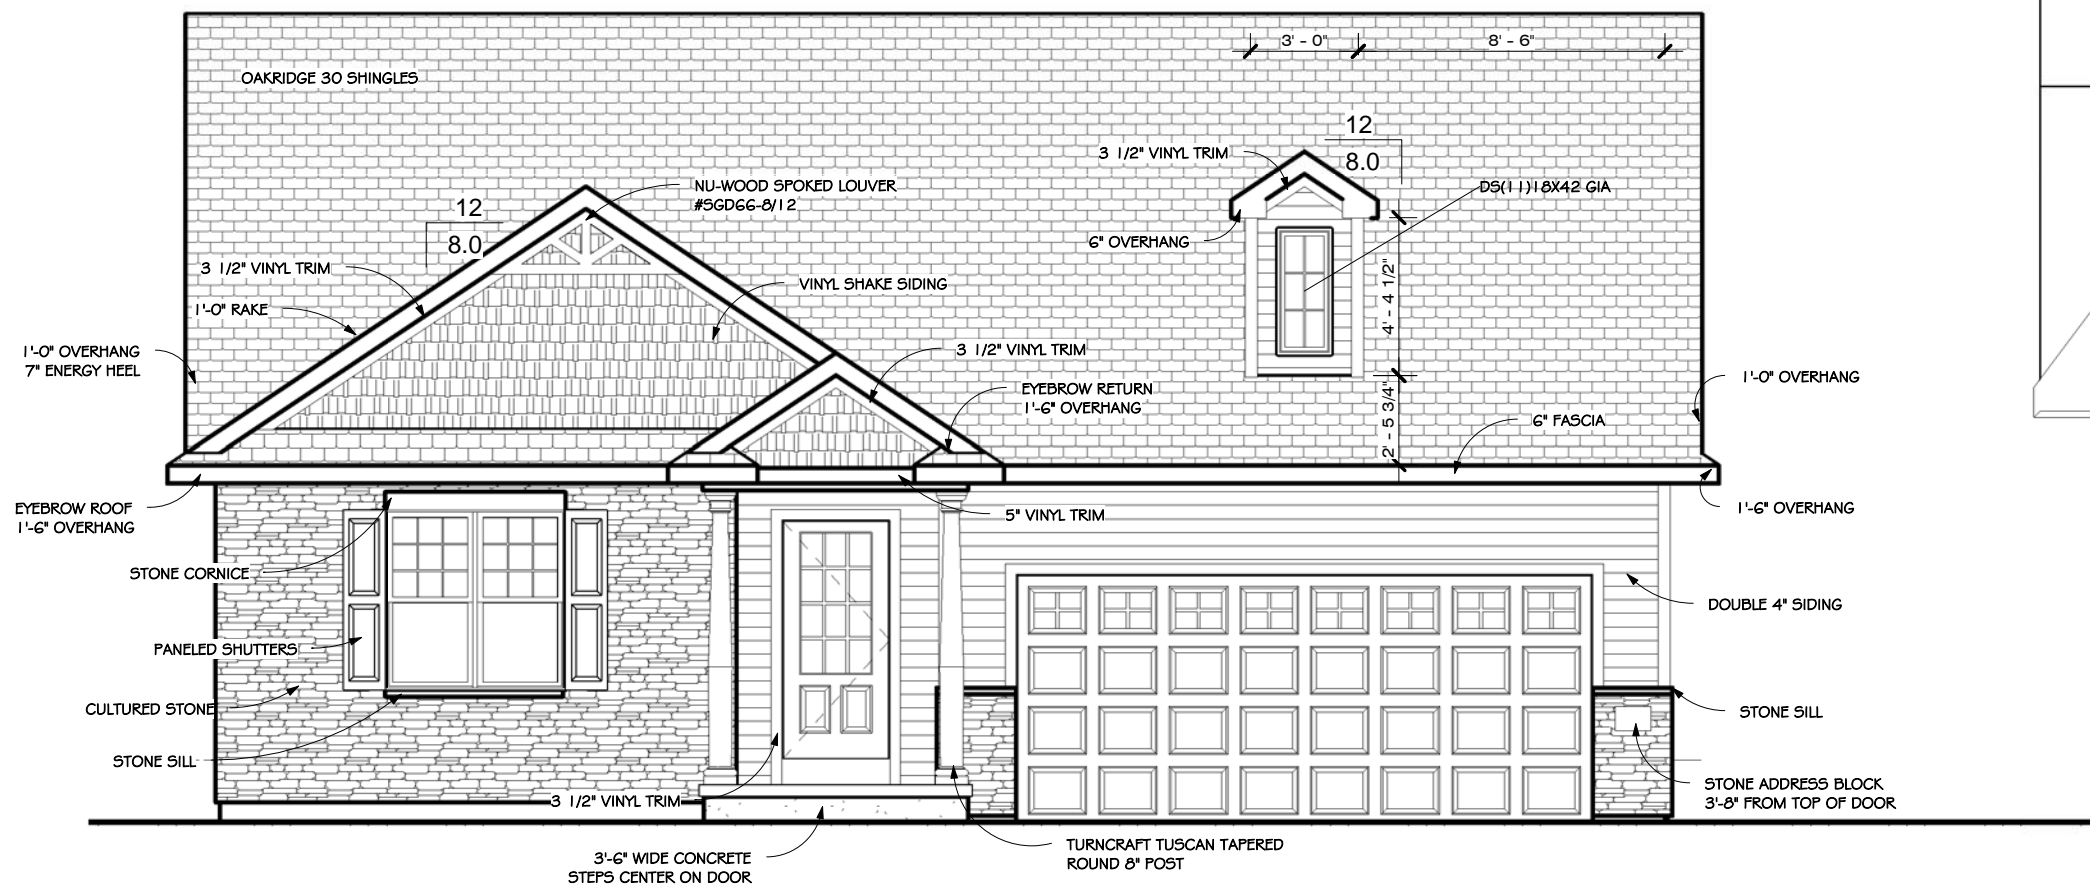 3' - 0"
8' - 6"
OAKRIDGE 30 SHINGLES
12
8.0
3 1/2" VINYL TRIM
NU-WOOD SPOKED LOUVER
#SGD66-8/12
DS(11)18X42 GIA
12
8.0
6" OVERHANG
3 1/2" VINYL TRIM
VINYL SHAKE SIDING
4' - 4 1/2"
1'-0" RAKE
1'-0" OVERHANG
7" ENERGY HEEL
3 1/2" VINYL TRIM
EYEBROW RETURN
1'-6" OVERHANG
2' - 5 3/4"
1'-0" OVERHANG
6" FASCIA
EYEBROW ROOF
1'-6" OVERHANG
5" VINYL TRIM
1'-6" OVERHANG
STONE CORNICE
DOUBLE 4" SIDING
PANELED SHUTTERS
CULTURED STONE
STONE SILL
STONE SILL
3 1/2" VINYL TRIM
STONE ADDRESS BLOCK
3'-8" FROM TOP OF DOOR
3'-6" WIDE CONCRETE
STEPS CENTER ON DOOR
TURNCRAFT TUSCAN TAPERED
ROUND 8" POST